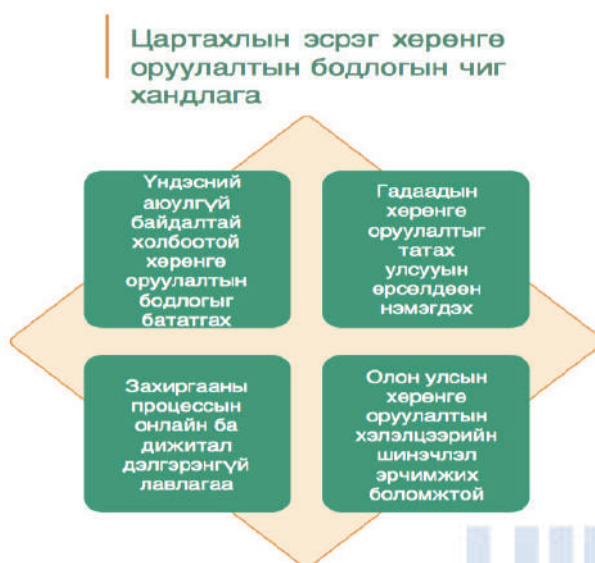 Цартахлын эсрэг хөрөнгө
оруулалтын бодлогын чиг
хандлага
Үндэсний
аюулгүй
байдалтай
холбоотой
хөрөнгө
оруулалтын
бодлогыг
бататгах
Гадаадын
хөрөнгө
оруулалтыг
татах
улсууын
өрсөлдөөн
нэмэгдэх
Захиргааны
процессын
онлайн ба
дижитал
дэлгэрэнгүй
лавлагаа
Олон улсын
хөрөнгө
оруулалтын
хэлэлцээрийн
шинэчлэл
эрчимжих
боломжтой